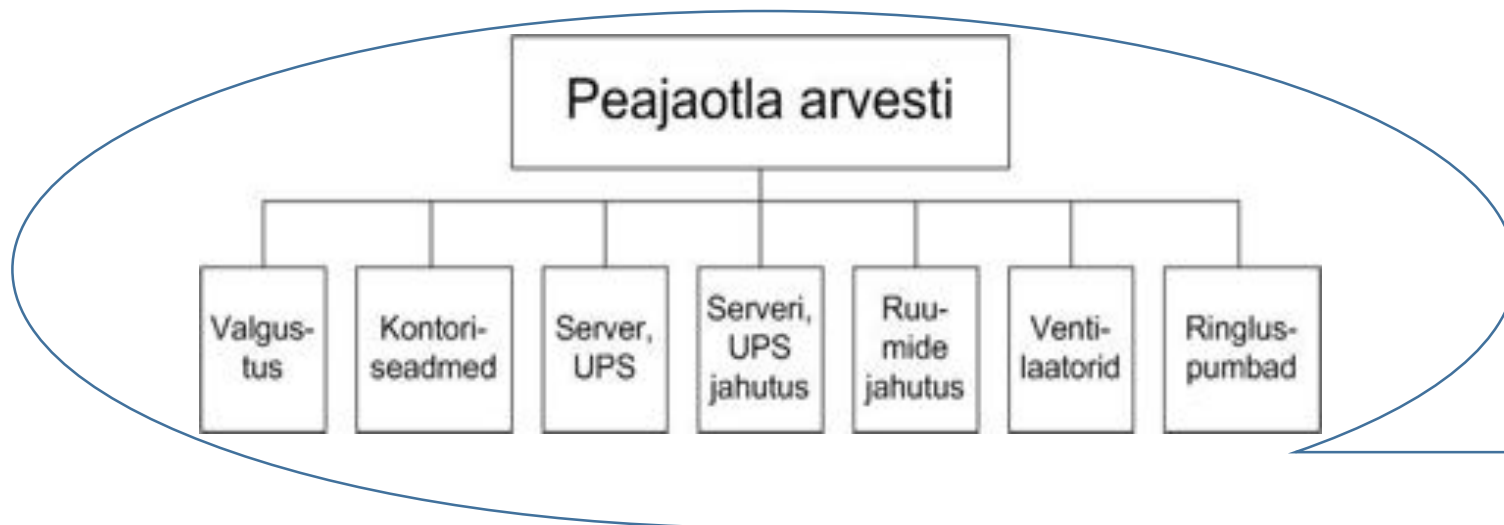 Peajaotla arvesti
Valgus-
tus
Kontori-
seadmed
Server,
UPS
Serveri,
UPS
jahutus
Ruu-
mide
jahutus
Venti-
laatorid
Ringlus-
pumbad